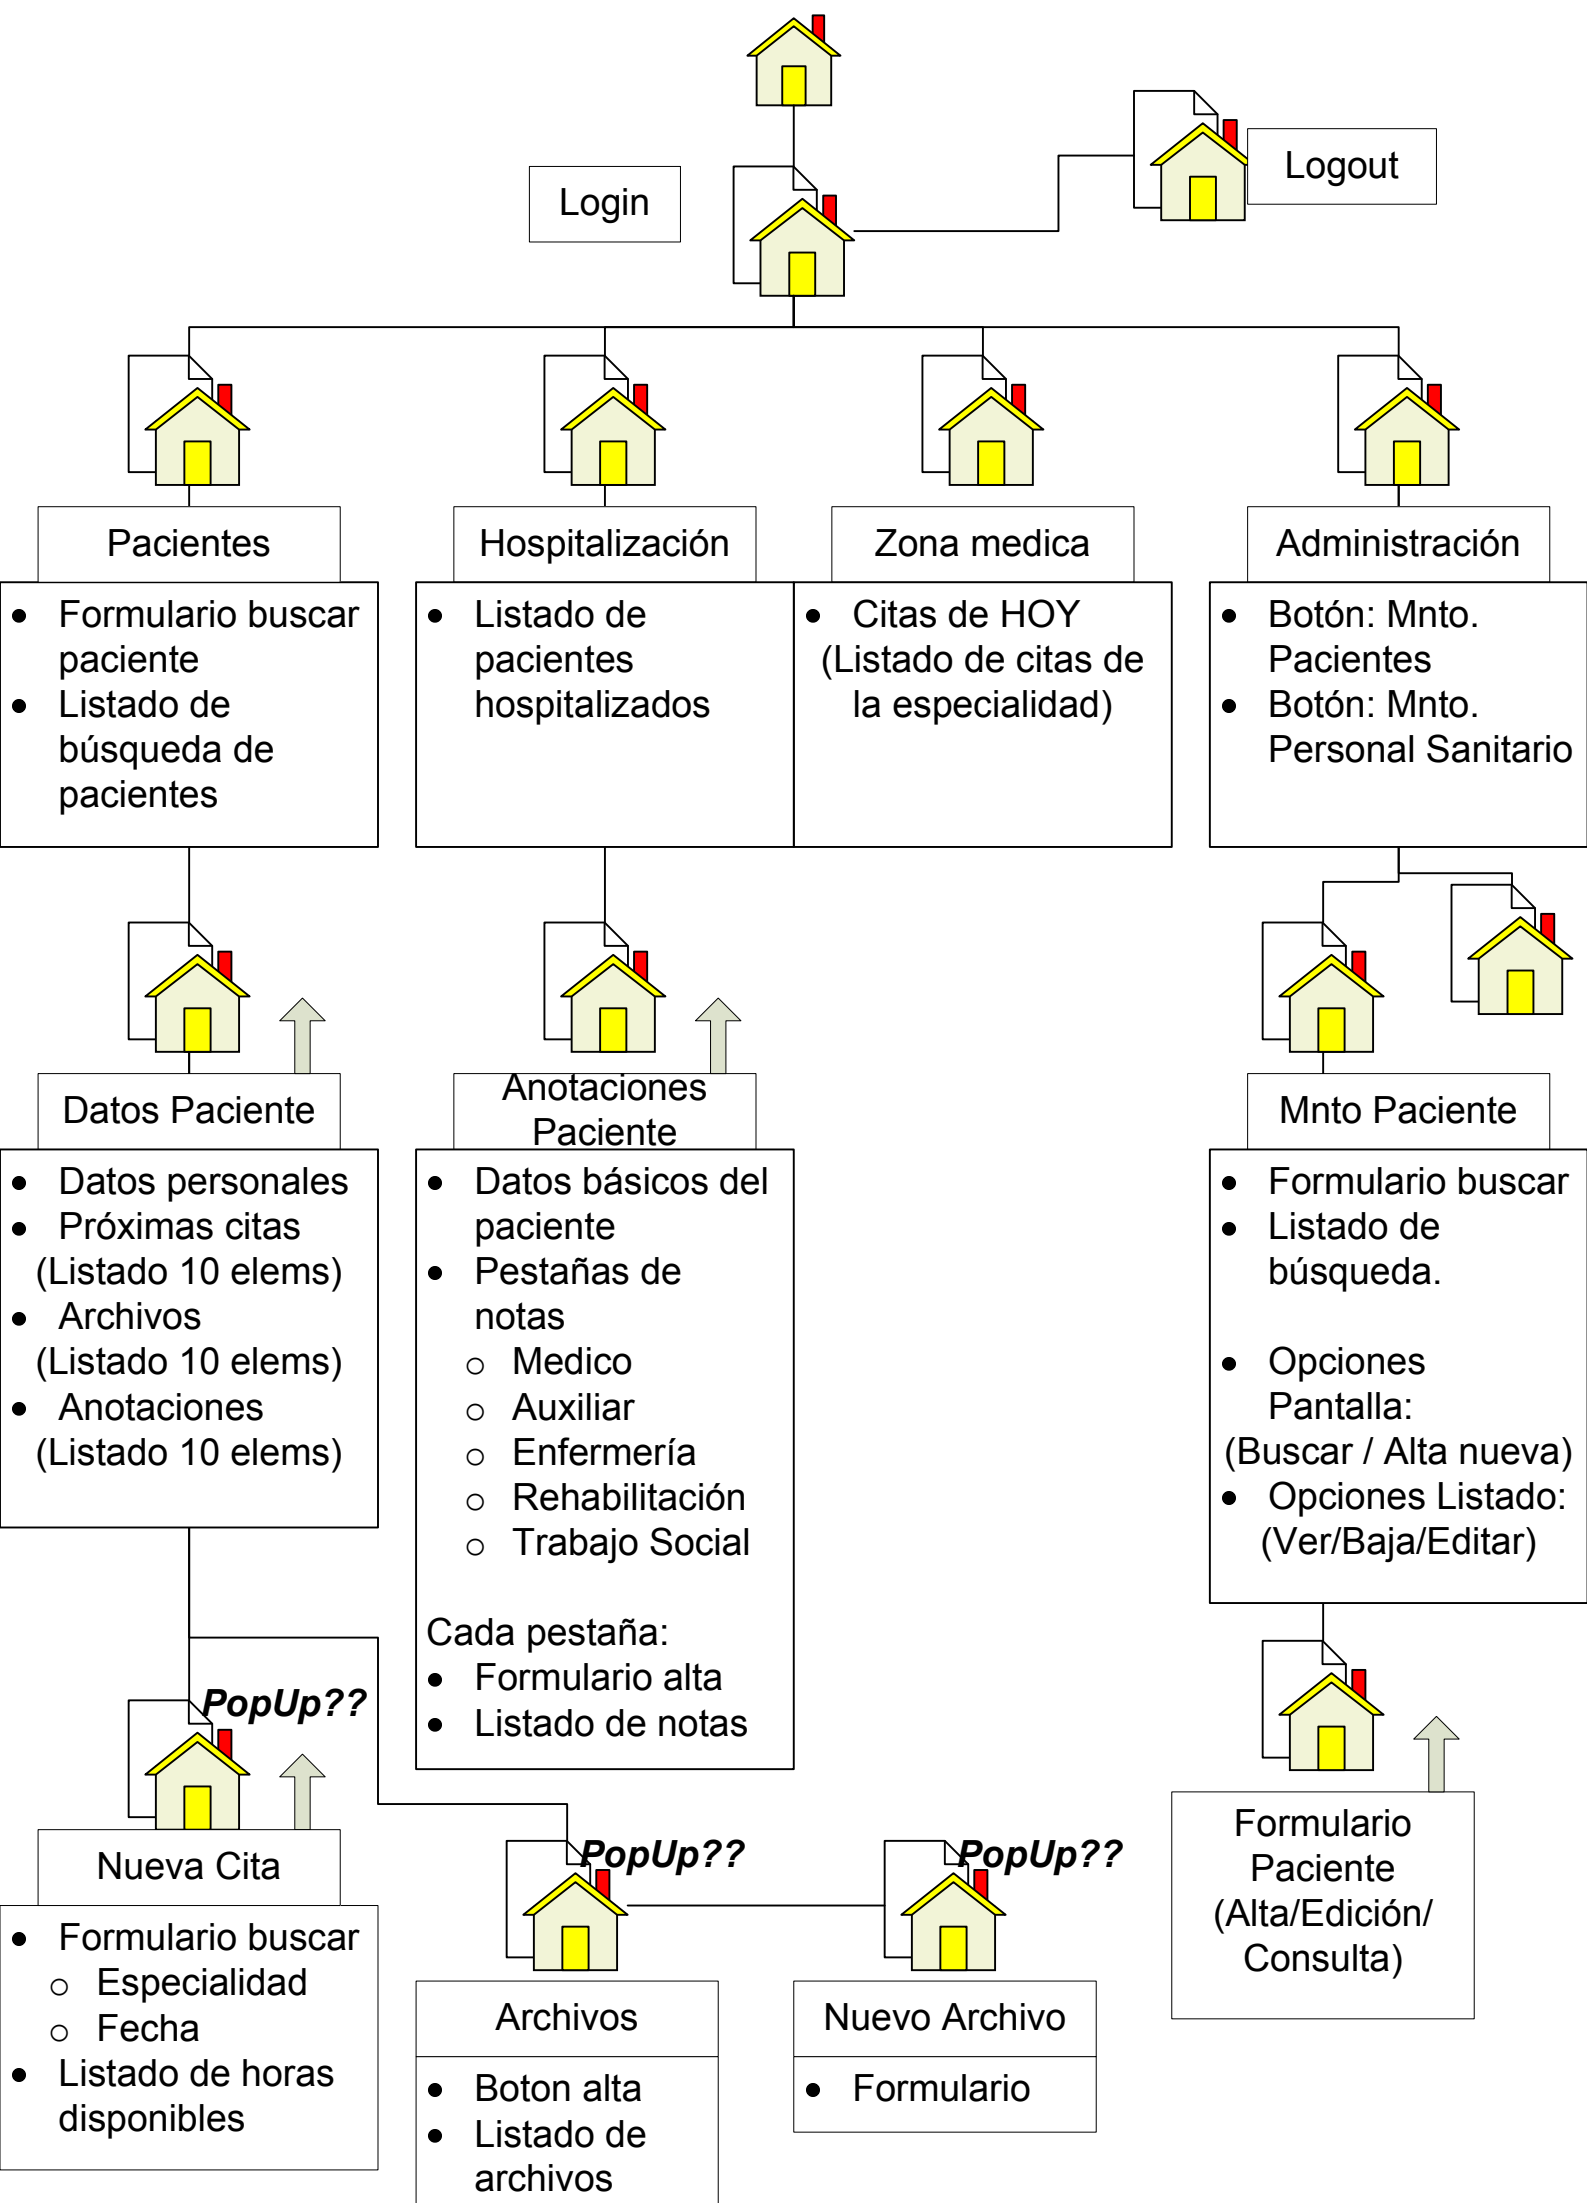 Login
Logout
Pacientes
• Formulario buscar
paciente
• Listado de
búsqueda de
pacientes
Hospitalización
• Listado de
pacientes
hospitalizados
Zona medica
• Citas de HOY
(Listado de citas de
la especialidad)
Administración
• Botón: Mnto.
Pacientes
• Botón: Mnto.
Personal Sanitario
Datos Paciente
• Datos personales
• Próximas citas
(Listado 10 elems)
• Archivos
(Listado 10 elems)
• Anotaciones
(Listado 10 elems)
Anotaciones
Paciente
• Datos básicos del
paciente
• Pestañas de
notas
o Medico
o Auxiliar
o Enfermería
o Rehabilitación
o Trabajo Social
Cada pestaña:
• Formulario alta
• Listado de notas
Mnto Paciente
• Formulario buscar
• Listado de
búsqueda.
• Opciones
Pantalla:
(Buscar / Alta nueva)
• Opciones Listado:
(Ver/Baja/Editar)
PopUp??
Nueva Cita
• Formulario buscar
o Especialidad
o Fecha
• Listado de horas
disponibles
PopUp??
Archivos
• Boton alta
• Listado de
archivos
PopUp??
Nuevo Archivo
• Formulario
Formulario
Paciente
(Alta/Edición/
Consulta)